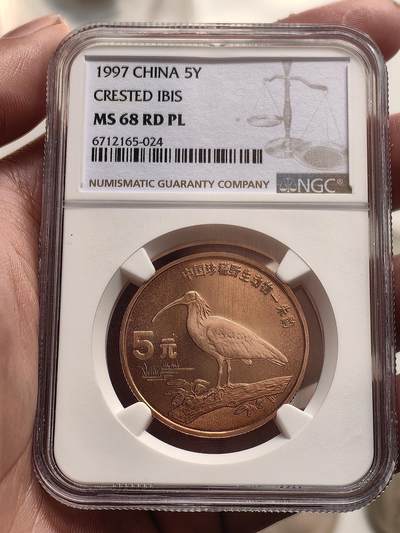 1997 CHINA 5Y
CRESTED IBIS
MS 68 RD PL
6712165-024
NUMISMATIC GUARANTY COMPANY
NGC®
中国珍稀野生动物—朱鹮
5元